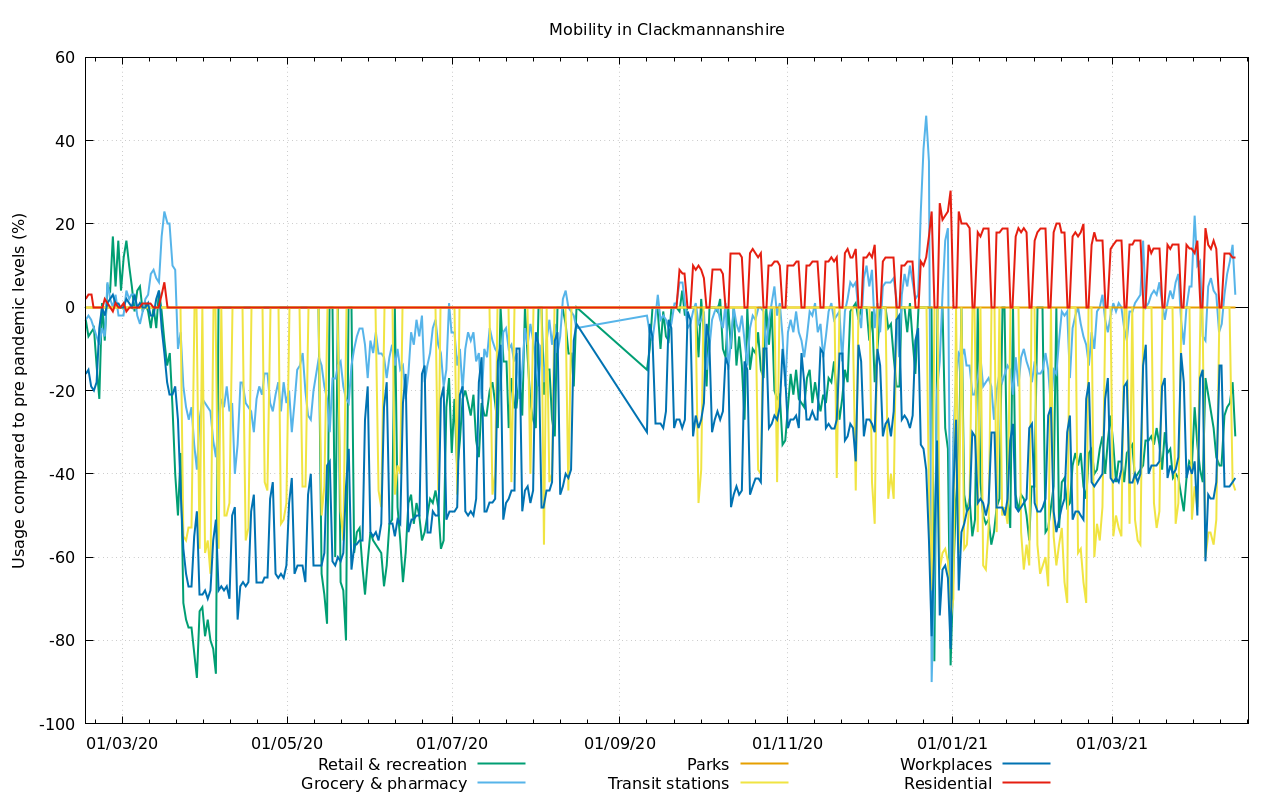 Mobility in Clackmannanshire
Usage compared to pre pandemic levels (%)
60
40
20
0
-20
-40
-60
-80
-100
01/03/20 01/05/20 01/07/20 01/09/20 01/11/20 01/01/21 01/03/21
Retail & recreation Parks Workplaces
Grocery & pharmacy Transit stations Residential